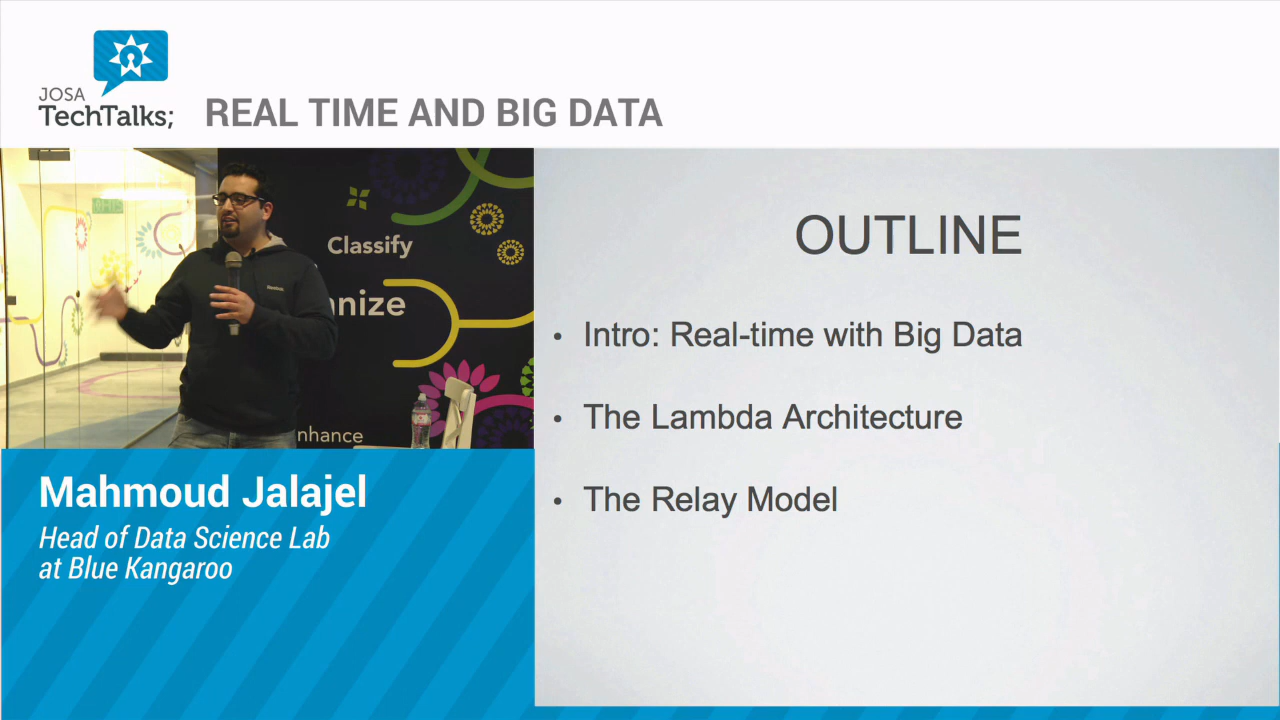 JOSA
TechTalks;
REAL TIME AND BIG DATA
Classify
nize
nhance
Mahmoud Jalajel
Head of Data Science Lab
at Blue Kangaroo
OUTLINE
• Intro: Real-time with Big Data
• The Lambda Architecture
• The Relay Model